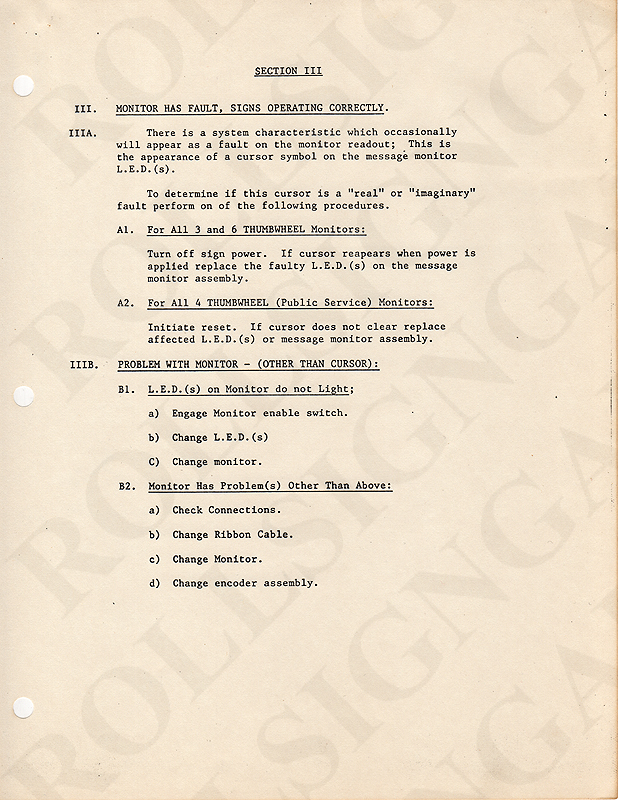 SECTION III
III. MONITOR HAS FAULT, SIGNS OPERATING CORRECTLY.
IIIA. There is a system characteristic which occasionally
will appear as a fault on the monitor readout; This is
the appearance of a cursor symbol on the message monitor
L.E.D.(s).
To determine if this cursor is a "real" or "imaginary"
fault perform on of the following procedures.
A1. For All 3 and 6 THUMBWHEEL Monitors:
Turn off sign power. If cursor reapears when power is
applied replace the faulty L.E.D.(s) on the message
monitor assembly.
A2. For All 4 THUMBWHEEL (Public Service) Monitors:
Initiate reset. If cursor does not clear replace
affected L.E.D.(s) or message monitor assembly.
IIIB. PROBLEM WITH MONITOR - (OTHER THAN CURSOR):
B1. L.E.D.(s) on Monitor do not Light;
a) Engage Monitor enable switch.
b) Change L.E.D.(s)
C) Change monitor.
B2. Monitor Has Problem(s) Other Than Above:
a) Check Connections.
b) Change Ribbon Cable.
c) Change Monitor.
d) Change encoder assembly.